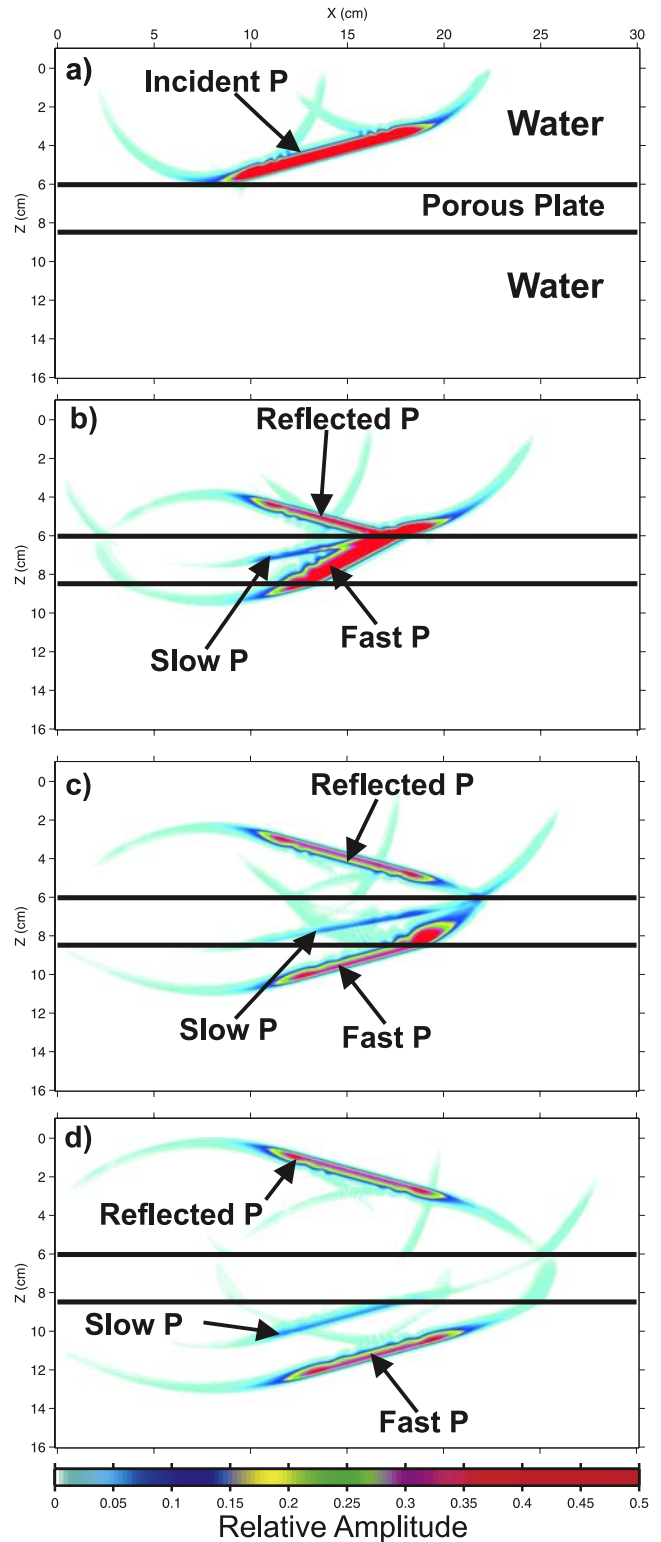 X (cm)
0 5 10 15 20 25 30
a)
Incident P
Water
Porous Plate
Water
Z (cm)
0
2
4
6
8
10
12
14
16
b)
Reflected P
Slow P
Fast P
Z (cm)
0
2
4
6
8
10
12
14
16
c)
Reflected P
Slow P
Fast P
Z (cm)
0
2
4
6
8
10
12
14
16
d)
Reflected P
Slow P
Fast P
Z (cm)
0
2
4
6
8
10
12
14
16
0 0.05 0.1 0.15 0.2 0.25 0.3 0.35 0.4 0.45 0.5
Relative Amplitude